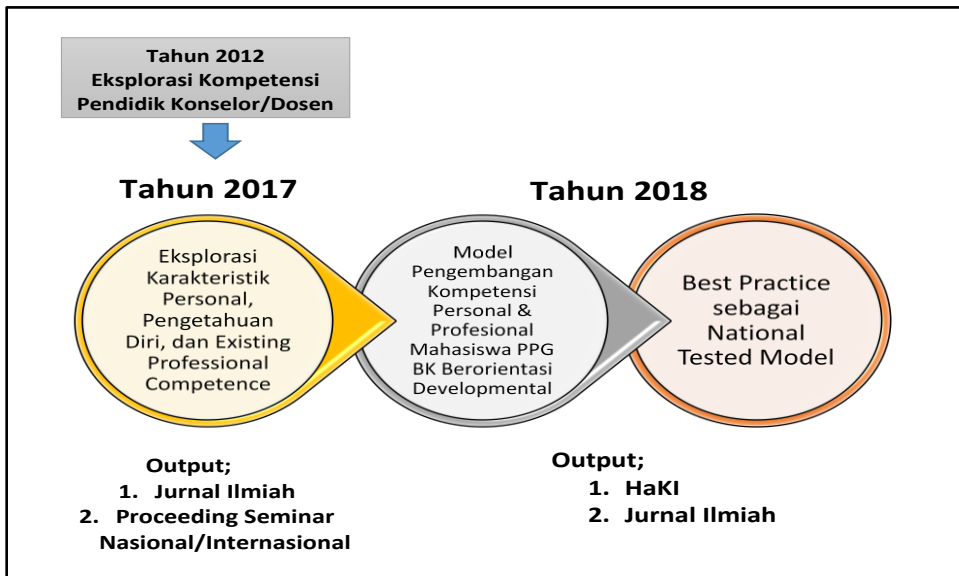 Tahun 2012
Eksplorasi Kompetensi
Pendidik Konselor/Dosen
Tahun 2017
Tahun 2018
Eksplorasi
Karakteristik
Personal,
Pengetahuan
Diri, dan Existing
Professional
Competence
Model
Pengembangan
Kompetensi
Personal &
Profesional
Mahasiswa PPG
BK Berorientasi
Developmental
Best Practice
sebagai
National
Tested Model
Output;
1. Jurnal Ilmiah
2. Proceeding Seminar
Nasional/Internasional
Output;
1. HaKI
2. Jurnal Ilmiah